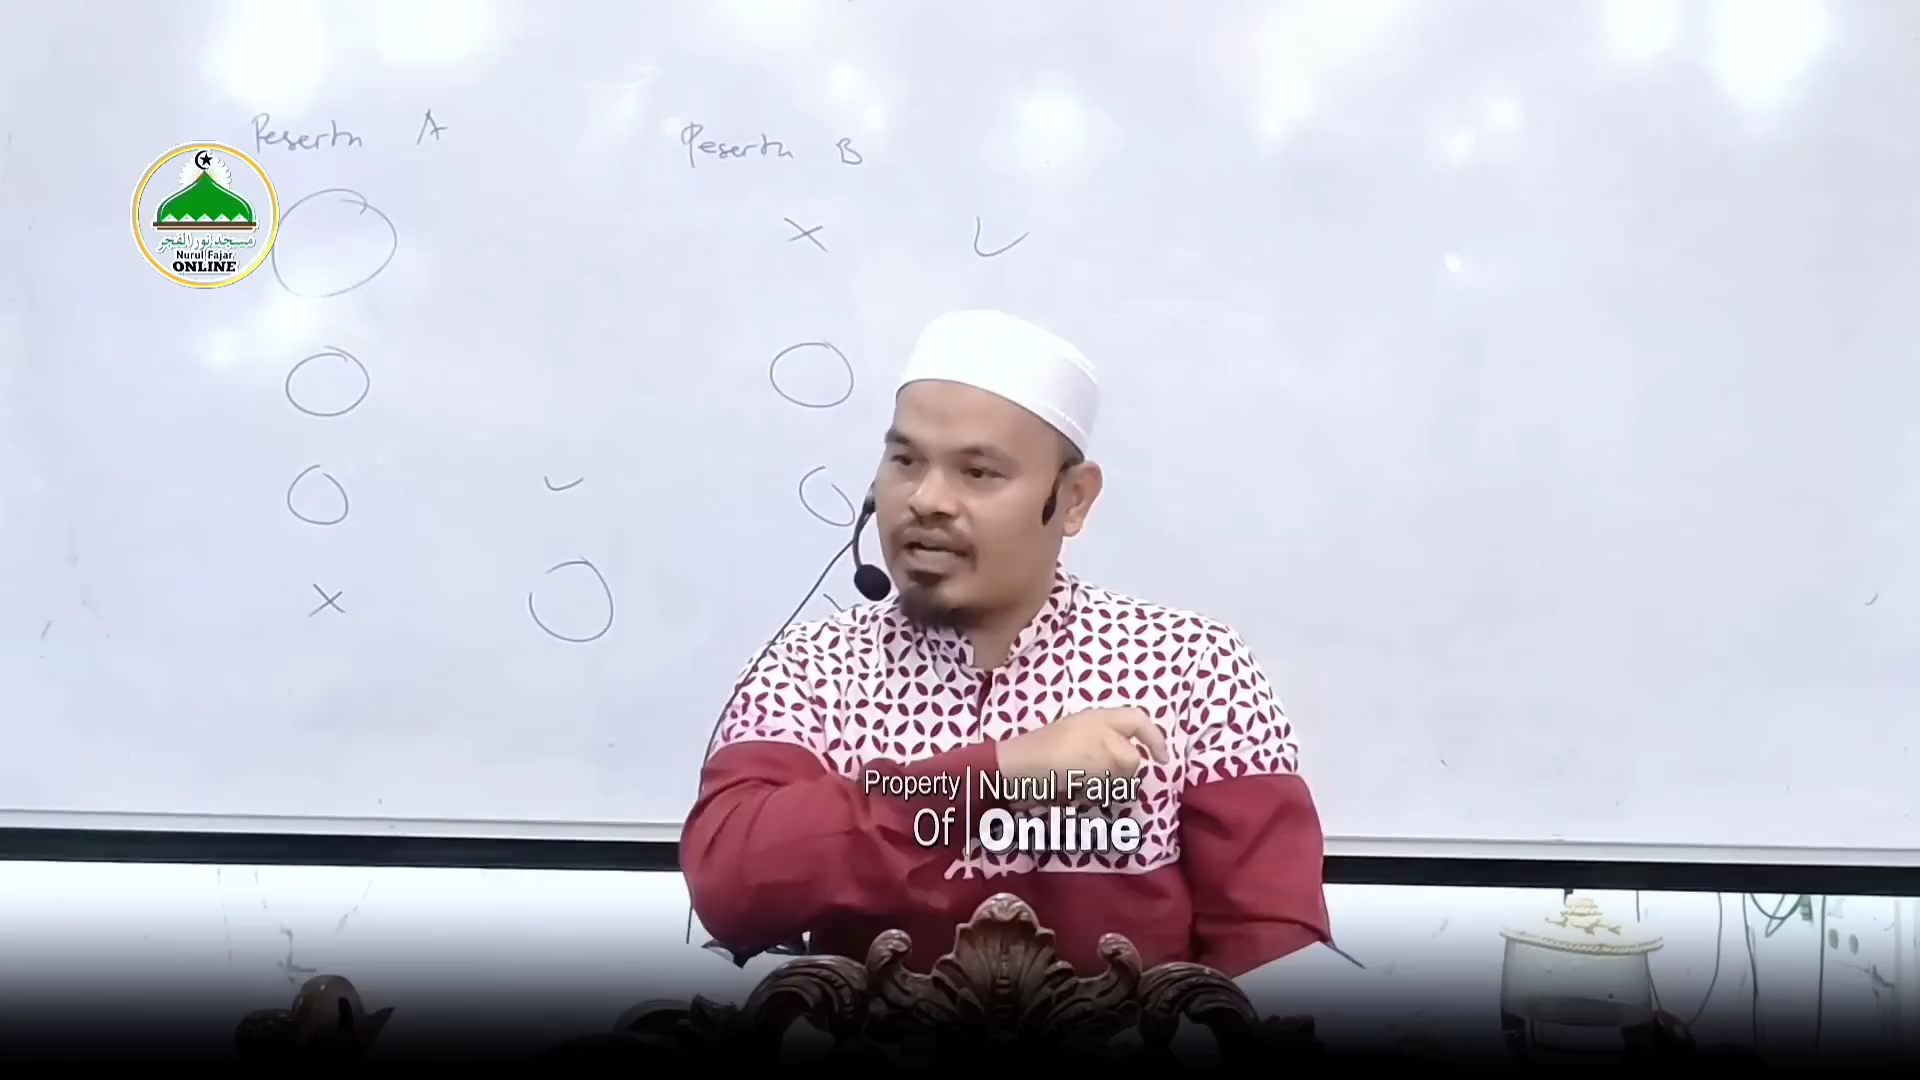 Peserta A
Peserta B
مسجد نور الفجر
Nurul Fajar
ONLINE
Property Of
Nurul Fajar
Online